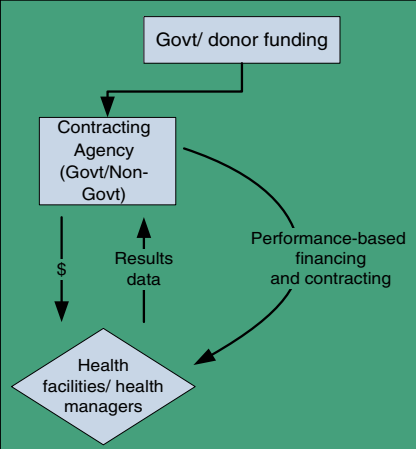 Govt/ donor funding
Contracting
Agency
(Govt/Non-
Govt)
$
Results
data
Performance-based
financing
and contracting
Health
facilities/ health
managers